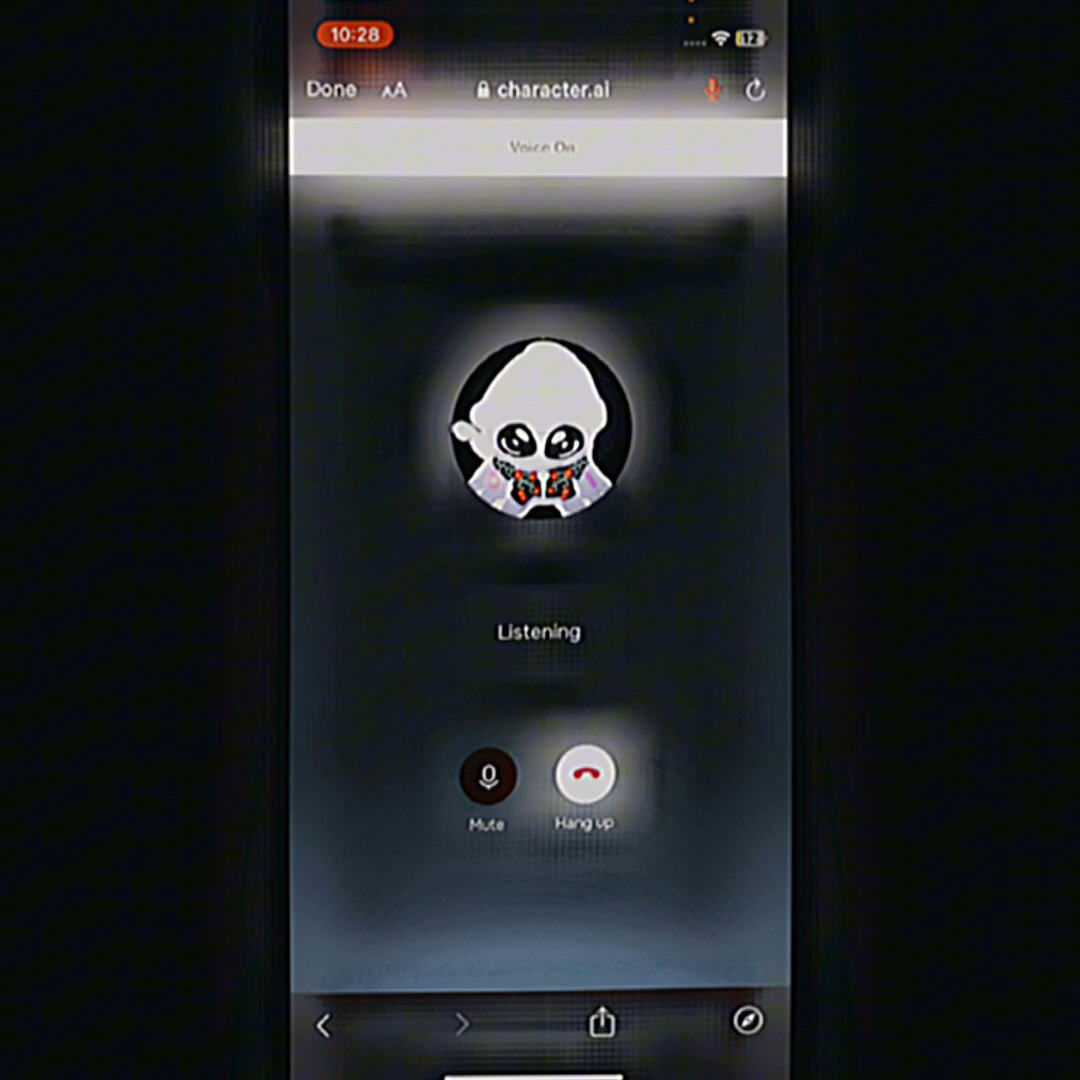 10:28
12
Done AA character.ai
Voice On
Listening
Mute
Hang up